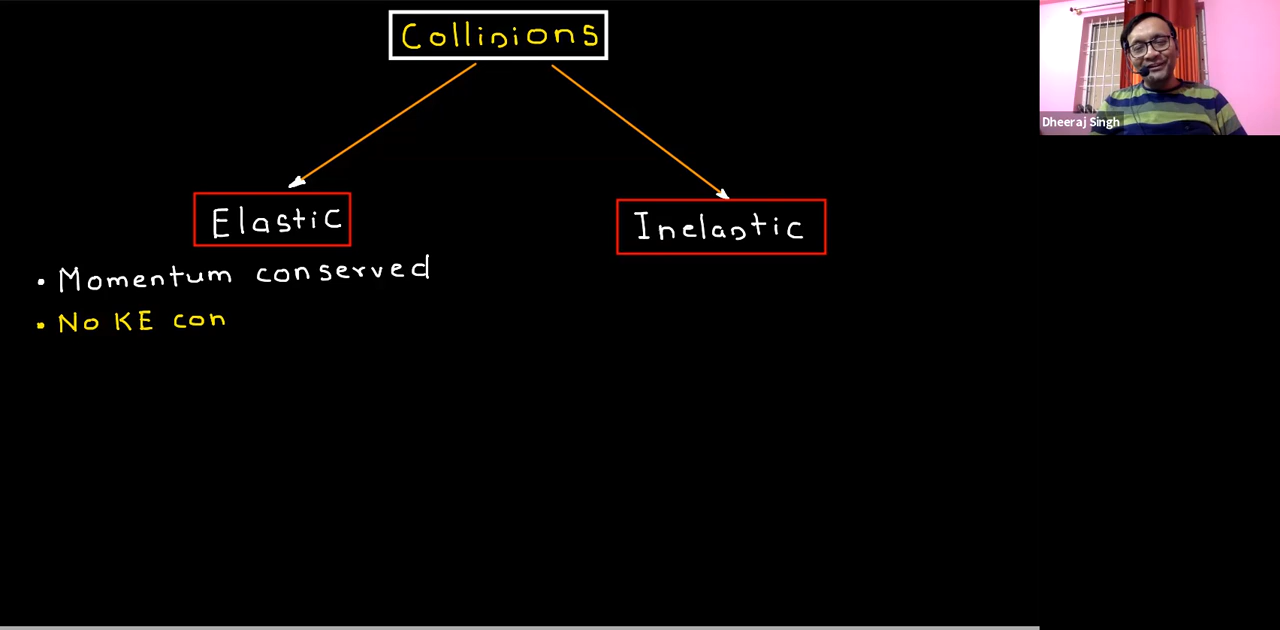 Collisions
Dheeraj Singh
Elastic
Inelastic
• Momentum conserved
• No KE con